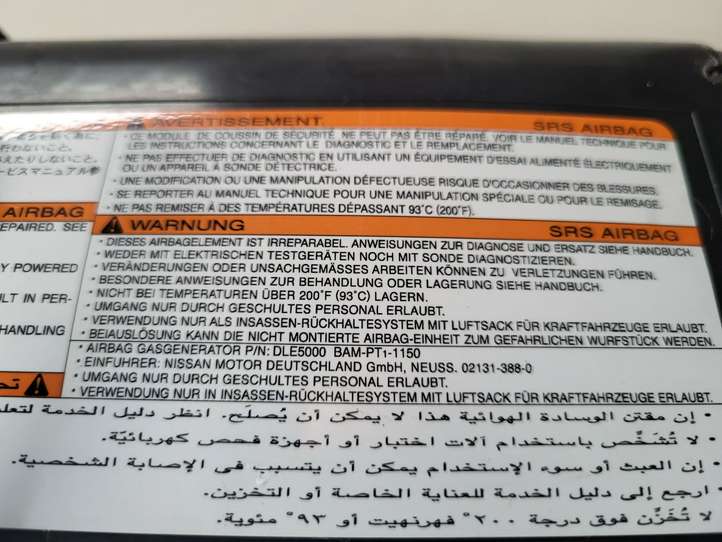 AVERTISSEMENT SRS AIRBAG
• CE MODULE DE COUSSIN DE SÉCURITÉ NE PEUT PAS ÊTRE RÉPARÉ. VOIR LE MANUEL TECHNIQUE POUR
LES INSTRUCTIONS CONCERNANT LE DIAGNOSTIC ET LE REMPLACEMENT.
• NE PAS EFFECTUER DE DIAGNOSTIC EN UTILISANT UN ÉQUIPEMENT D'ESSAI ALIMENTÉ ÉLECTRIQUEMENT
OU UN APPAREIL À SONDE DÉTECTRICE.
• UNE MODIFICATION OU UNE MANIPULATION DÉFECTUEUSE RISQUE D'OCCASIONNER DES BLESSURES.
• SE REPORTER AU MANUEL TECHNIQUE POUR UNE MANIPULATION SPÉCIALE OU POUR LE REMISAGE.
• NE PAS REMISER À DES TEMPÉRATURES DÉPASSANT 93°C (200°F).
WARNUNG SRS AIRBAG
• DIESES AIRBAGELEMENT IST IRREPARABEL. ANWEISUNGEN ZUR DIAGNOSE UND ERSATZ SIEHE HANDBUCH.
• WEDER MIT ELEKTRISCHEN TESTGERÄTEN NOCH MIT SONDE DIAGNOSTIZIEREN.
• VERÄNDERUNGEN ODER UNSACHGEMÄSSES ARBEITEN KÖNNEN ZU VERLETZUNGEN FÜHREN.
• BESONDERE ANWEISUNGEN ZUR BEHANDLUNG ODER LAGERUNG SIEHE HANDBUCH.
• NICHT BEI TEMPERATUREN ÜBER 200°F (93°C) LAGERN.
• UMGANG NUR DURCH GESCHULTES PERSONAL ERLAUBT.
• VERWENDUNG NUR ALS INSASSEN-RÜCKHALTESYSTEM MIT LUFTSACK FÜR KRAFTFAHRZEUGE ERLAUBT.
• BEIAUSLÖSUNG KANN DIE NICHT MONTIERTE AIRBAG-EINHEIT ZUM GEFÄHRLICHEN WURFSTÜCK WERDEN.
• AIRBAG GASGENERATOR P/N: DLE5000 BAM-PT1-1150
• EINFUHRER: NISSAN MOTOR DEUTSCHLAND GmbH, NEUSS. 02131-388-0
• UMGANG NUR DURCH GESCHULTES PERSONAL ERLAUBT.
• VERWENDUNG NUR IN INSASSEN-RÜCKHALTESYSTEM MIT LUFTSACK FÜR KRAFTFAHRZEUGE ERLAUBT.
行わないこと。
AIRBAG
EPAIRED. SEE
Y POWERED
ULT IN PER-
HANDLING
• إن مقتن الوسادة الهوائية هذا لا يمكن أن يُصلَح. انظر دليل الخدمة
• لا تُشَخِّص باستخدام آلات اختبار أو أجهزة فحص كهربائيّة.
• إن العبث أو سوء الإستخدام يمكن أن يتسبب في الإصابة الشخصية.
• ارجع إلى دليل الخدمة للعناية الخاصة أو التخزين.
لا تُخَزِّن فوق درجة ٢٠٠° فهرنهيت أو ٩٣° مئوية.